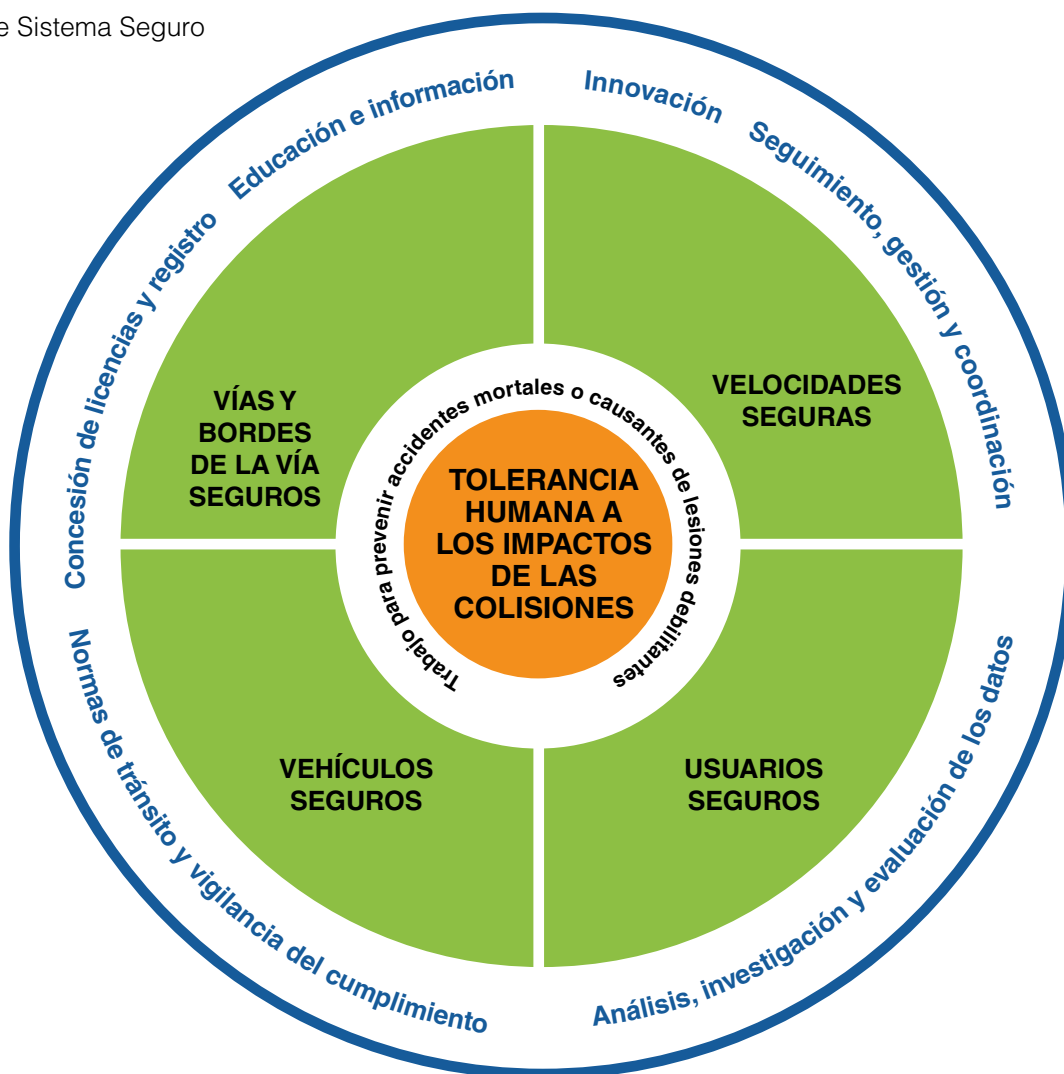 e Sistema Seguro
Educación e información
Innovación
Seguimiento, gestión y coordinación
Concesión de licencias y registro
VÍAS Y
BORDES
DE LA VÍA
SEGUROS
VELOCIDADES
SEGURAS
Trabajo para prevenir accidentes mortales o causantes de lesiones debilitantes
TOLERANCIA
HUMANA A
LOS IMPACTOS
DE LAS
COLISIONES
VEHÍCULOS
SEGUROS
USUARIOS
SEGUROS
Normas de tránsito y vigilancia del cumplimiento
Análisis, investigación y evaluación de los datos